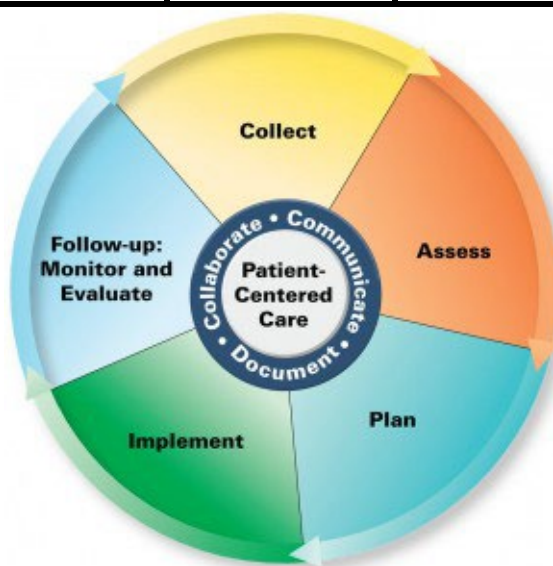 Collect
Assess
Plan
Implement
Follow-up:
Monitor and
Evaluate
Collaborate • Communicate • Document •
Patient-
Centered
Care